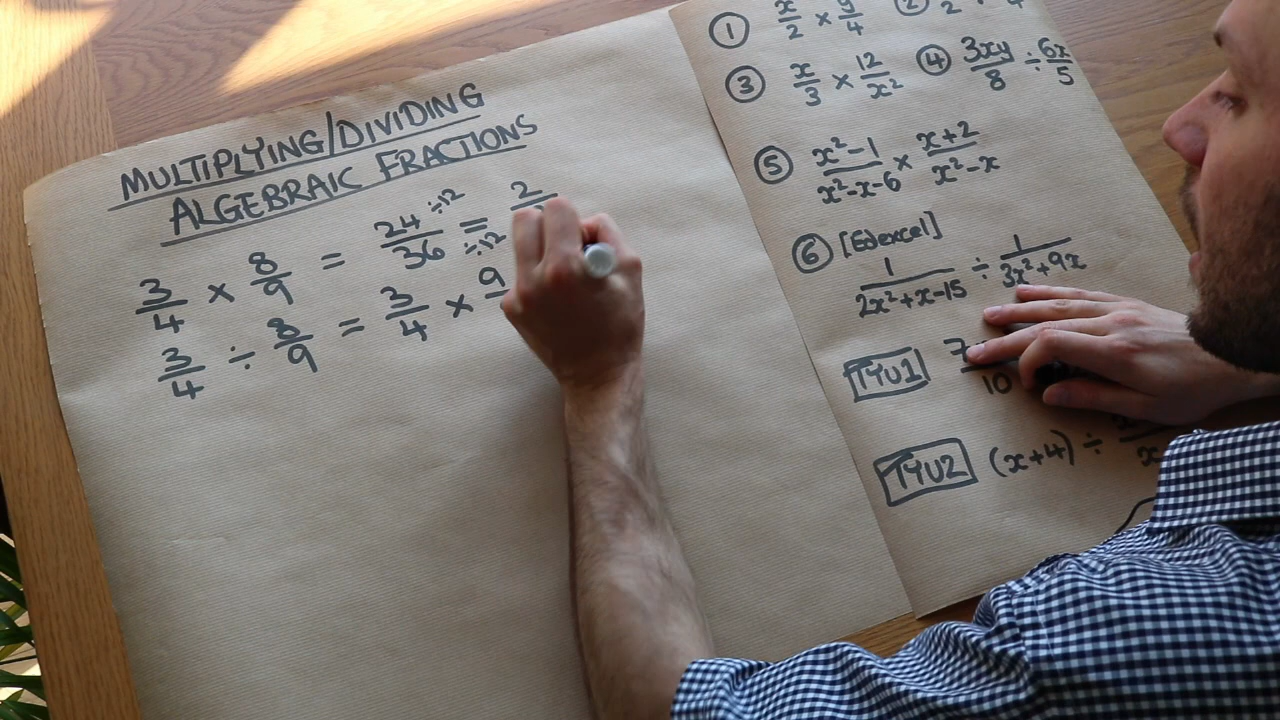 MULTIPLYING/DIVIDING
ALGEBRAIC FRACTIONS
3/4 × 8/9 = 24/36 ÷12 ÷12 = 2
3/4 ÷ 8/9 = 3/4 × 9
① x/2 × y/4 ②
③ x/3 × 12/x² ④ 3xy/8 ÷ 6x/5
⑤ x²-1/x²-x-6 × x+2/x²-x
⑥ [Edexcel]
1/2x²+x-15 ÷ 1/3x²+9x
TYU1 7/10
TYU2 (x+4) ÷